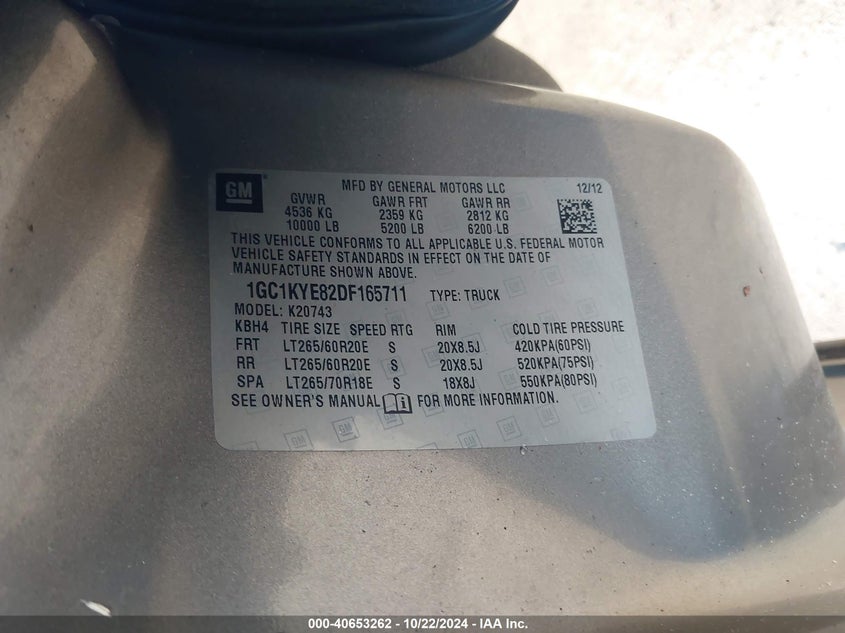 GM
MFD BY GENERAL MOTORS LLC 12/12
GVWR GAWR FRT GAWR RR
4536 KG 2359 KG 2812 KG
10000 LB 5200 LB 6200 LB
THIS VEHICLE CONFORMS TO ALL APPLICABLE U.S. FEDERAL MOTOR
VEHICLE SAFETY STANDARDS IN EFFECT ON THE DATE OF
MANUFACTURE SHOWN ABOVE.
1GC1KYE82DF165711 TYPE: TRUCK
MODEL: K20743
KBH4 TIRE SIZE SPEED RTG RIM COLD TIRE PRESSURE
FRT LT265/60R20E S 20X8.5J 420KPA(60PSI)
RR LT265/60R20E S 20X8.5J 520KPA(75PSI)
SPA LT265/70R18E S 18X8J 550KPA(80PSI)
SEE OWNER'S MANUAL FOR MORE INFORMATION.
000-40653262 - 10/22/2024 - IAA Inc.